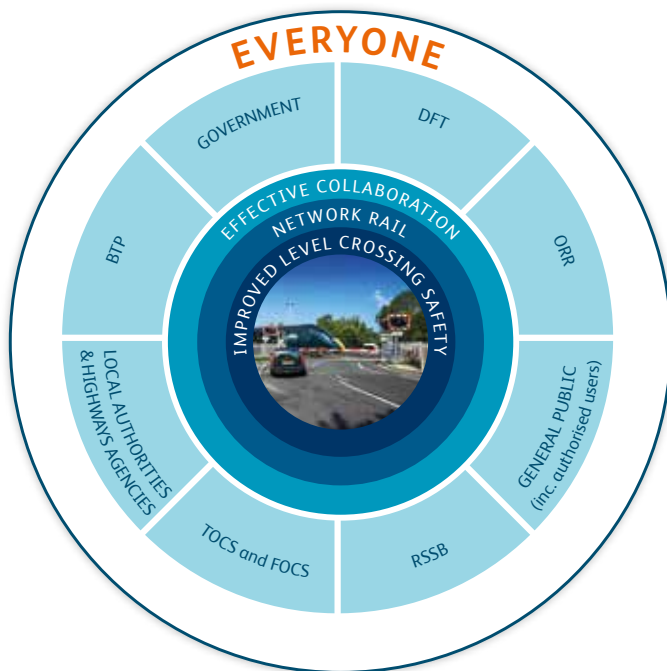 EVERYONE
GOVERNMENT
DFT
BTP
ORR
EFFECTIVE COLLABORATION
NETWORK RAIL
IMPROVED LEVEL CROSSING SAFETY
LOCAL AUTHORITIES
& HIGHWAYS AGENCIES
GENERAL PUBLIC
(inc. authorised users)
TOCS and FOCS
RSSB